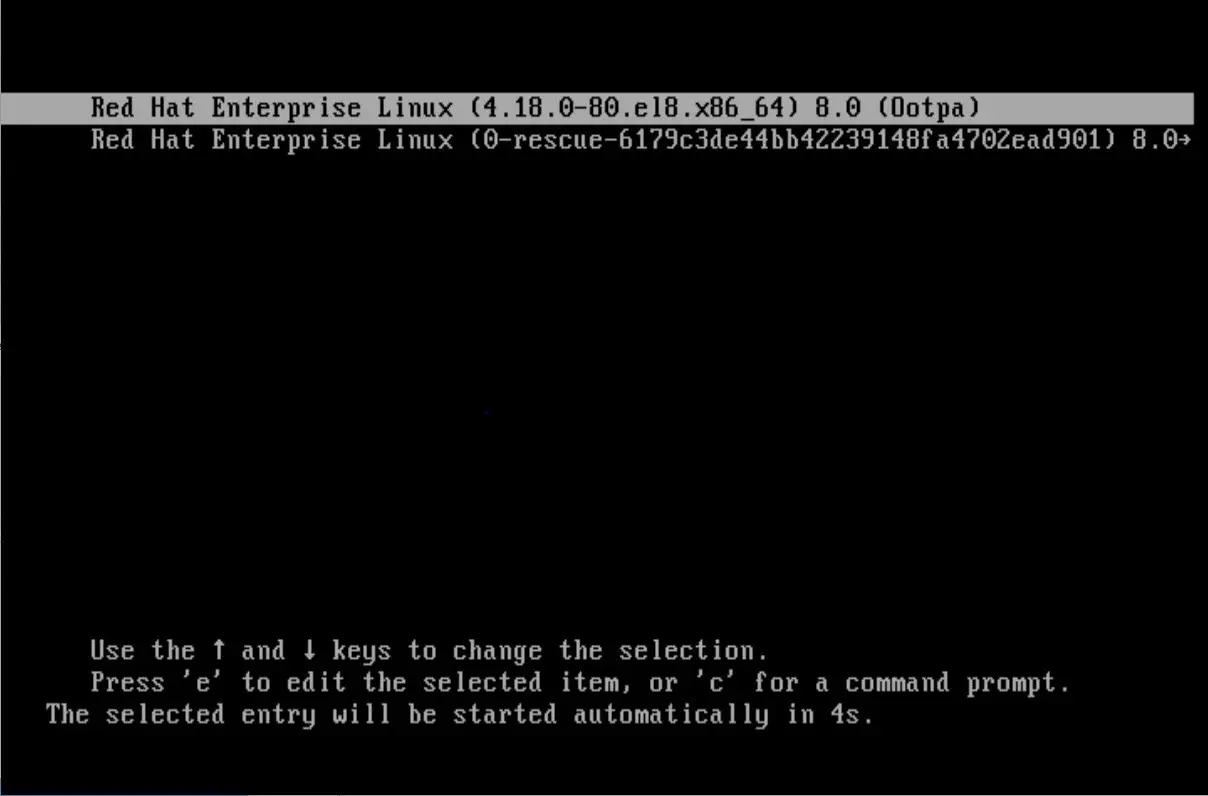 Red Hat Enterprise Linux (4.18.0-80.el8.x86_64) 8.0 (Ootpa)
Red Hat Enterprise Linux (0-rescue-6179c3de44bb42239148fa4702ead901) 8.0→
Use the ↑ and ↓ keys to change the selection.
Press 'e' to edit the selected item, or 'c' for a command prompt.
The selected entry will be started automatically in 4s.